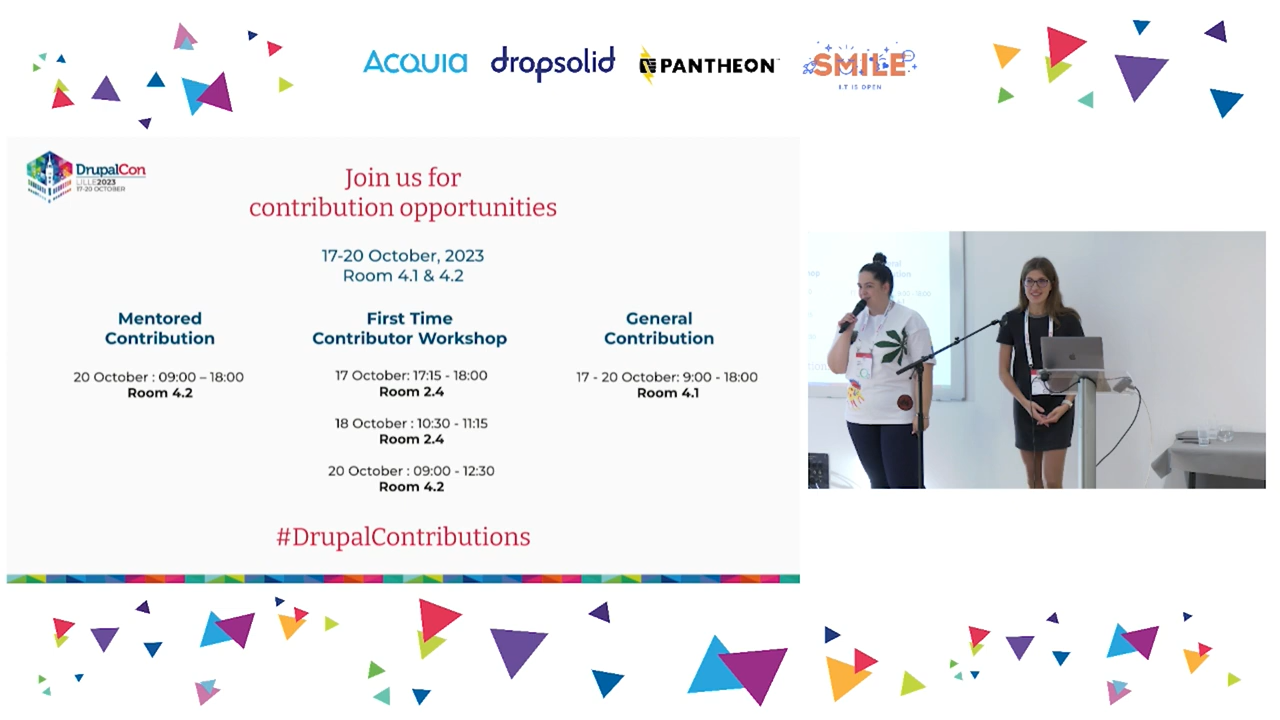 Acquia
dropsolid
PANTHEON
SMILE
I.T IS OPEN
DrupalCon
LILLE2023
17-20 OCTOBER
Join us for
contribution opportunities
17-20 October, 2023
Room 4.1 & 4.2
Mentored
Contribution
20 October : 09:00 – 18:00
Room 4.2
First Time
Contributor Workshop
17 October: 17:15 - 18:00
Room 2.4
18 October : 10:30 - 11:15
Room 2.4
20 October : 09:00 - 12:30
Room 4.2
General
Contribution
17 - 20 October: 9:00 - 18:00
Room 4.1
#DrupalContributions